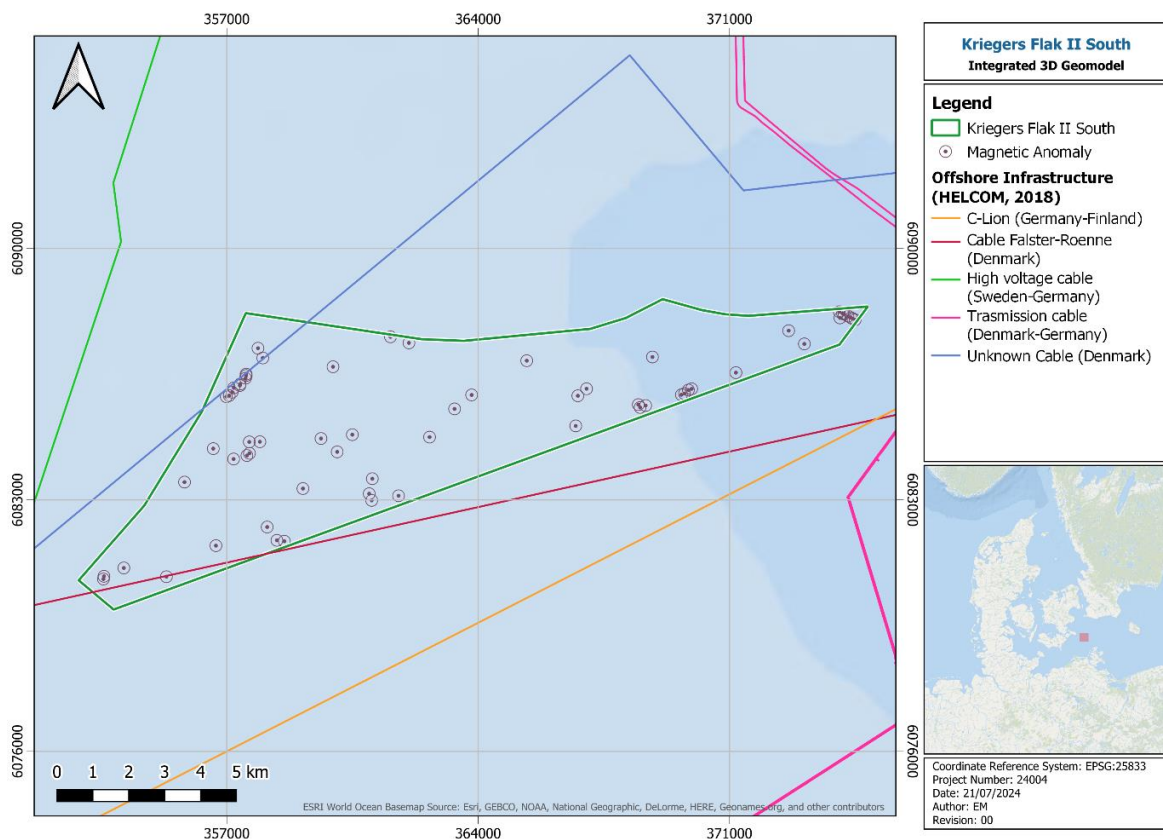 357000
364000
371000
6090000
6083000
6076000
6090000
6083000
6076000
0 1 2 3 4 5 km
ESRI World Ocean Basemap Source: Esri, GEBCO, NOAA, National Geographic, DeLorme, HERE, Geonames.org, and other contributors
357000
364000
371000
Kriegers Flak II South
Integrated 3D Geomodel
Legend
Kriegers Flak II South
Magnetic Anomaly
Offshore Infrastructure
(HELCOM, 2018)
C-Lion (Germany-Finland)
Cable Falster-Roenne
(Denmark)
High voltage cable
(Sweden-Germany)
Trasmission cable
(Denmark-Germany)
Unknown Cable (Denmark)
Coordinate Reference System: EPSG:25833
Project Number: 24004
Date: 21/07/2024
Author: EM
Revision: 00